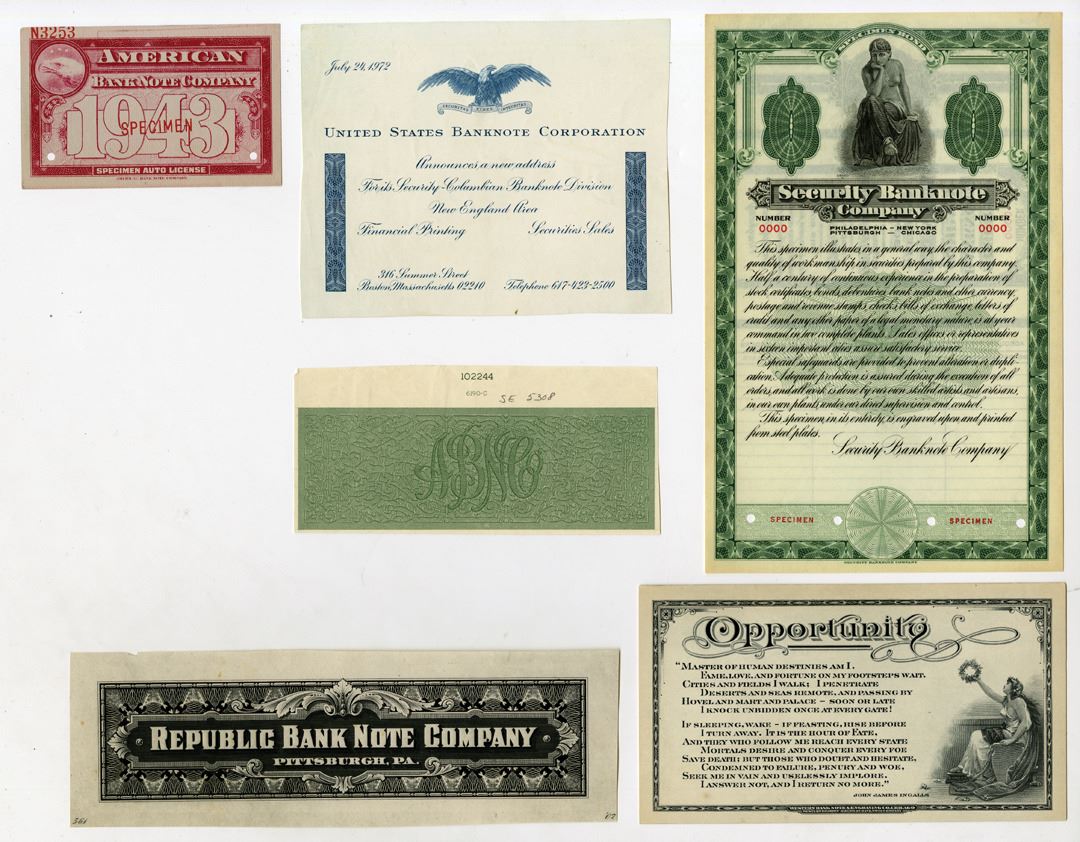 N3253
AMERICAN
BANK NOTE COMPANY
1943
SPECIMEN
SPECIMEN AUTO LICENSE
July 24, 1972
SECURITAS
INTEGRITAS
UNITED STATES BANKNOTE CORPORATION
Announces a new address
For its Security-Columbian Banknote Division
New England Area
Financial Printing Securities Sales
316 Summer Street
Boston, Massachusetts 02210 Telephone 617-423-2500
SPECIMEN BOND
Security Banknote
Company
NUMBER
0000
PHILADELPHIA - NEW YORK
PITTSBURGH - CHICAGO
NUMBER
0000
This specimen illustrates in a general way the character and
quality of workmanship in securities prepared by this company.
Half a century of continuous experience in the preparation of
stock certificates, bonds, debentures, bank notes and other currency,
postage and revenue stamps, checks, bills of exchange, letters of
credit and any other paper of a legal monetary nature, is at your
command in two complete plants. Sales offices or representatives
in sixteen important cities assure satisfactory service.
Especial safeguards are provided to prevent alteration or dupli-
cation. Adequate protection is assured during the execution of all
orders, and all work is done by our own skilled artists and artisans,
in our own plants, under our direct supervision and control.
This specimen, in its entirety, is engraved upon and printed
from steel plates.
Security Banknote Company
SPECIMEN SPECIMEN
SECURITY BANKNOTE COMPANY
102244
6190-C SE 5308
ABNCo
REPUBLIC BANK NOTE COMPANY
PITTSBURGH, PA.
361
Opportunity
"MASTER OF HUMAN DESTINIES AM I.
FAME, LOVE, AND FORTUNE ON MY FOOTSTEPS WAIT.
CITIES AND FIELDS I WALK; I PENETRATE
DESERTS AND SEAS REMOTE, AND PASSING BY
HOVEL AND MART AND PALACE - SOON OR LATE
I KNOCK UNBIDDEN ONCE AT EVERY GATE!
IF SLEEPING, WAKE - IF FEASTING, RISE BEFORE
I TURN AWAY. IT IS THE HOUR OF FATE,
AND THEY WHO FOLLOW ME REACH EVERY STATE
MORTALS DESIRE AND CONQUER EVERY FOE
SAVE DEATH; BUT THOSE WHO DOUBT AND HESITATE,
CONDEMNED TO FAILURE, PENURY AND WOE,
SEEK ME IN VAIN AND USELESSLY IMPLORE.
I ANSWER NOT, AND I RETURN NO MORE."
JOHN JAMES INGALLS
WESTERN BANK NOTE & ENGRAVING CO. CHICAGO